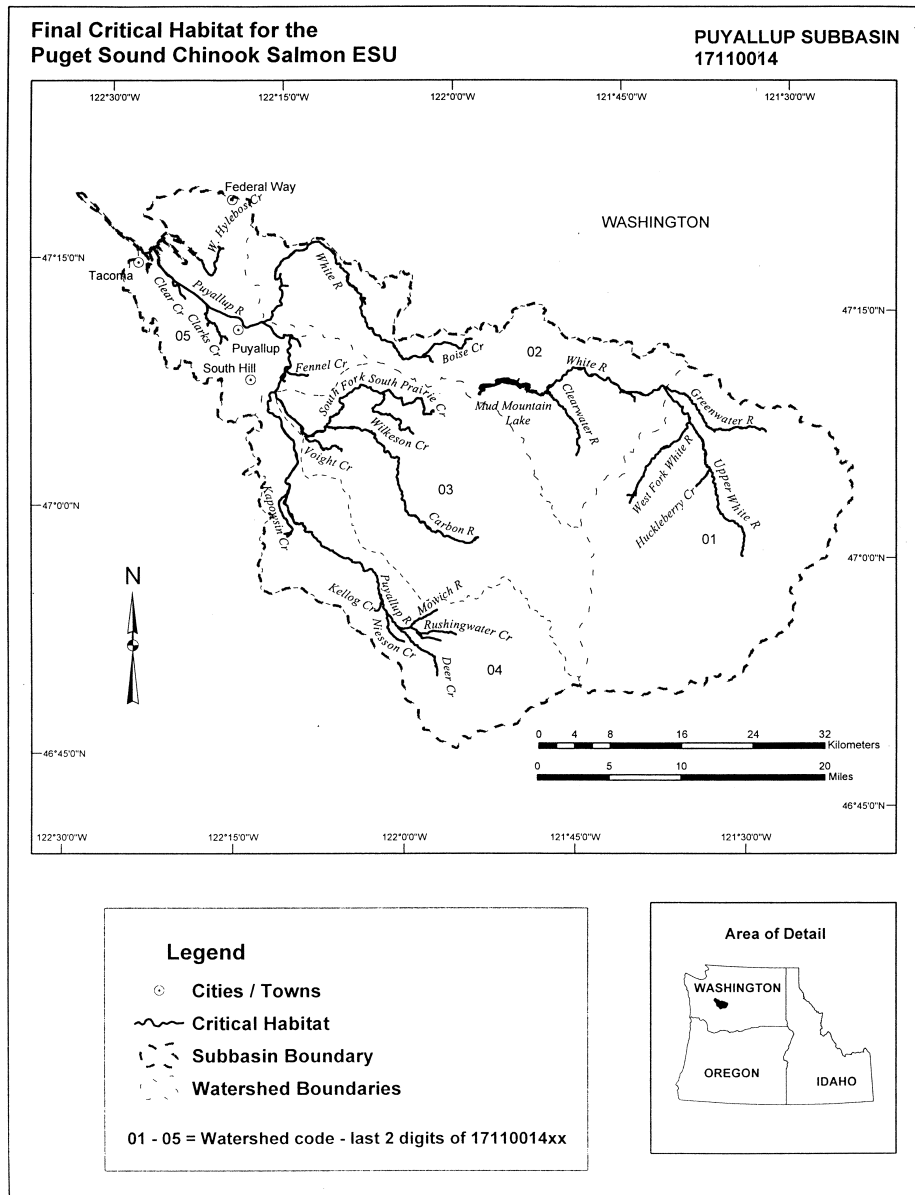 Final Critical Habitat for the
Puget Sound Chinook Salmon ESU
PUYALLUP SUBBASIN
17110014
122°30'0"W
122°15'0"W
122°0'0"W
121°45'0"W
121°30'0"W
Federal Way
W. Hylebos Cr
WASHINGTON
47°15'0"N
Tacoma
White R
47°15'0"N
Clear Cr
Puyallup R
05
Clarks Cr
Puyallup
Boise Cr
02
South Hill
Fennel Cr
White R
South Fork South Prairie Cr
Mud Mountain
Lake
Clearwater R
Greenwater R
Wilkeson Cr
Voight Cr
West Fork White R
Upper White R
47°0'0"N
Kapowsin Cr
03
Carbon R
Huckleberry Cr
01
47°0'0"N
N
Kellog Cr
Puyallup R
Mowich R
Rushingwater Cr
Niesson Cr
Deer Cr
04
0 4 8 16 24 32
Kilometers
0 5 10 20
Miles
46°45'0"N
46°45'0"N
122°30'0"W
122°15'0"W
122°0'0"W
121°45'0"W
121°30'0"W
Legend
Cities / Towns
Critical Habitat
Subbasin Boundary
Watershed Boundaries
01 - 05 = Watershed code - last 2 digits of 17110014xx
Area of Detail
WASHINGTON
OREGON
IDAHO